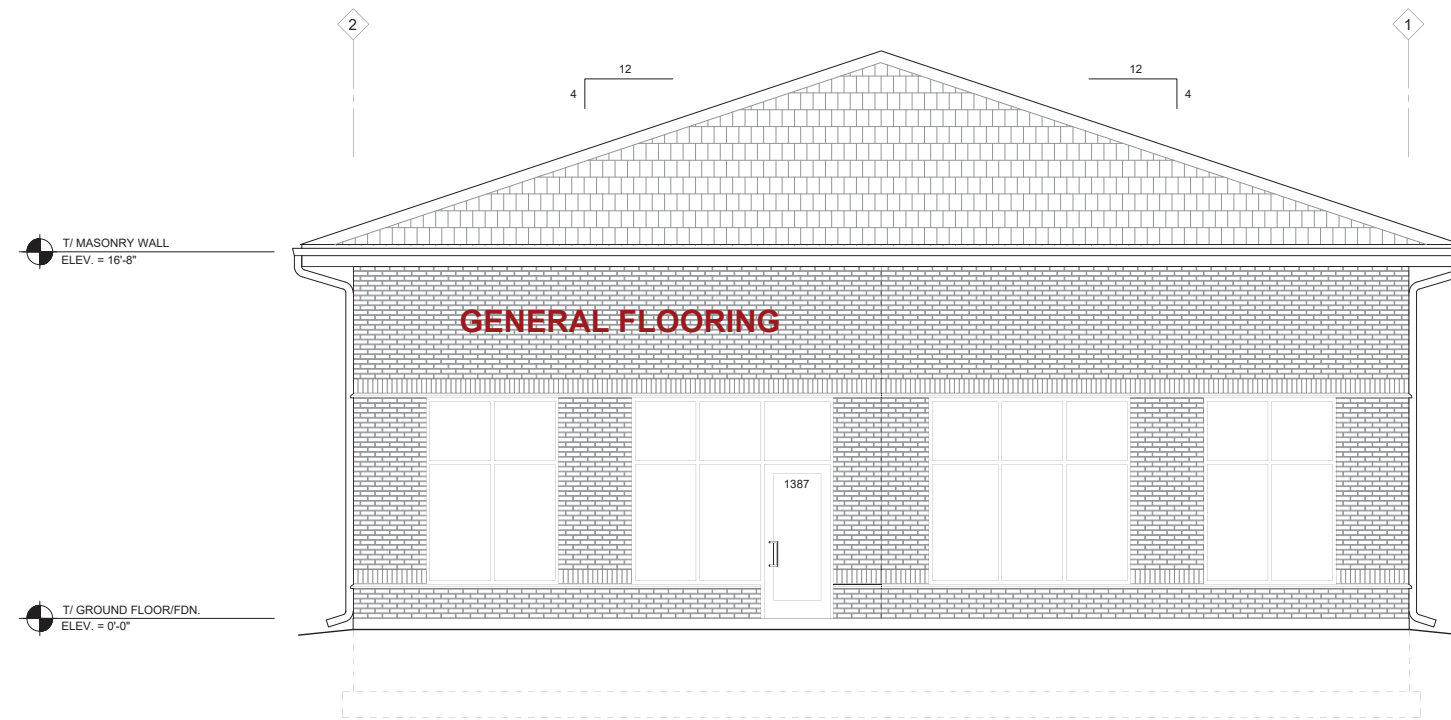 2
1
12
4
12
4
T/ MASONRY WALL
ELEV. = 16'-8"
GENERAL FLOORING
1387
T/ GROUND FLOOR/FDN.
ELEV. = 0'-0"